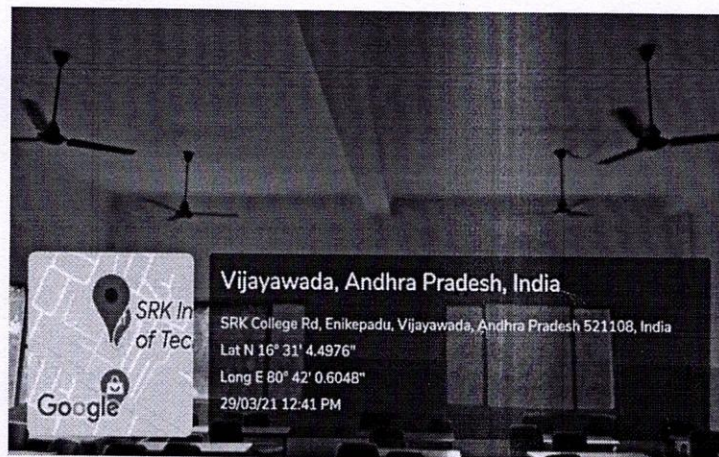 SRK In
of Tec
Google
Vijayawada, Andhra Pradesh, India
SRK College Rd, Enikepadu, Vijayawada, Andhra Pradesh 521108, India
Lat N 16° 31' 4.4976"
Long E 80° 42' 0.6048"
29/03/21 12:41 PM